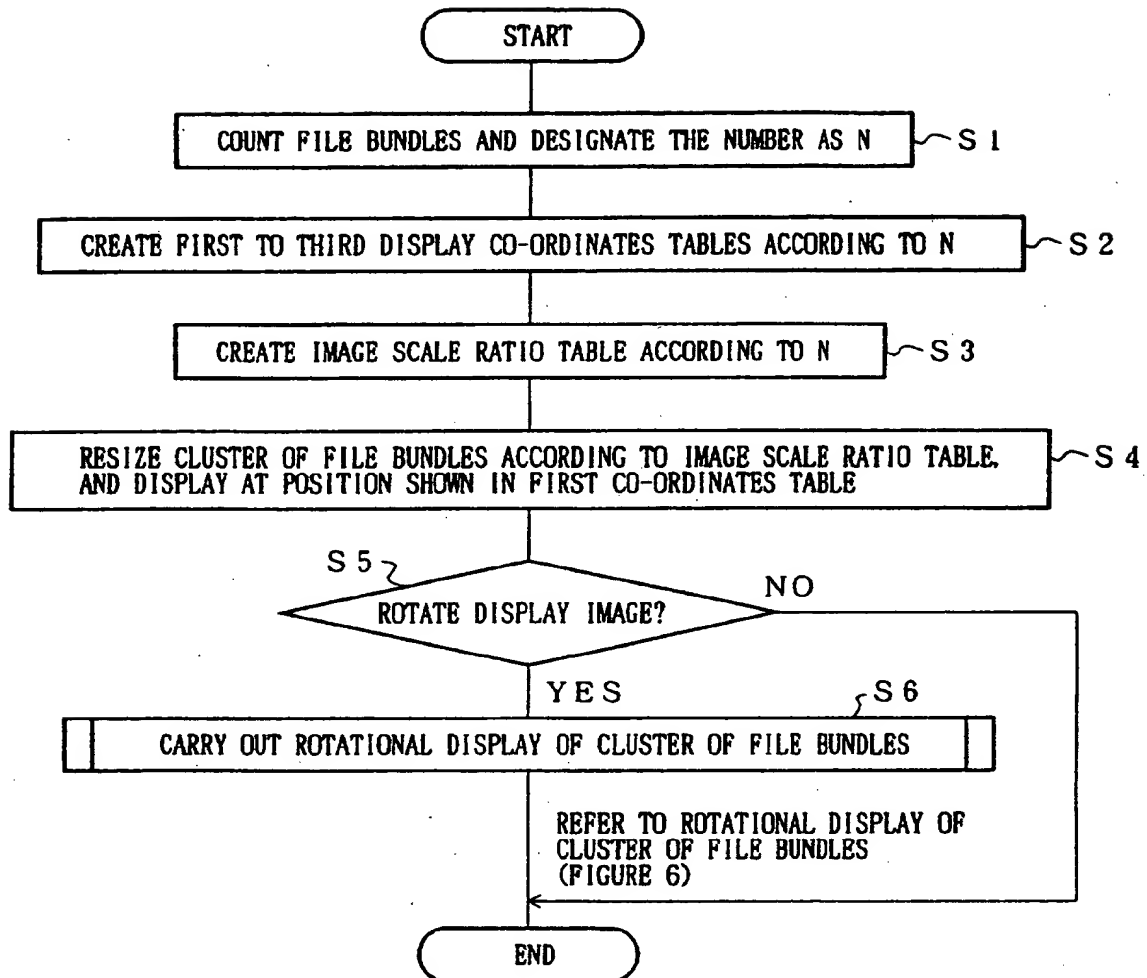 START
COUNT FILE BUNDLES AND DESIGNATE THE NUMBER AS N
S 1
CREATE FIRST TO THIRD DISPLAY CO-ORDINATES TABLES ACCORDING TO N
S 2
CREATE IMAGE SCALE RATIO TABLE ACCORDING TO N
S 3
RESIZE CLUSTER OF FILE BUNDLES ACCORDING TO IMAGE SCALE RATIO TABLE,
AND DISPLAY AT POSITION SHOWN IN FIRST CO-ORDINATES TABLE
S 4
S 5
ROTATE DISPLAY IMAGE?
NO
YES
S 6
CARRY OUT ROTATIONAL DISPLAY OF CLUSTER OF FILE BUNDLES
REFER TO ROTATIONAL DISPLAY OF
CLUSTER OF FILE BUNDLES
(FIGURE 6)
END